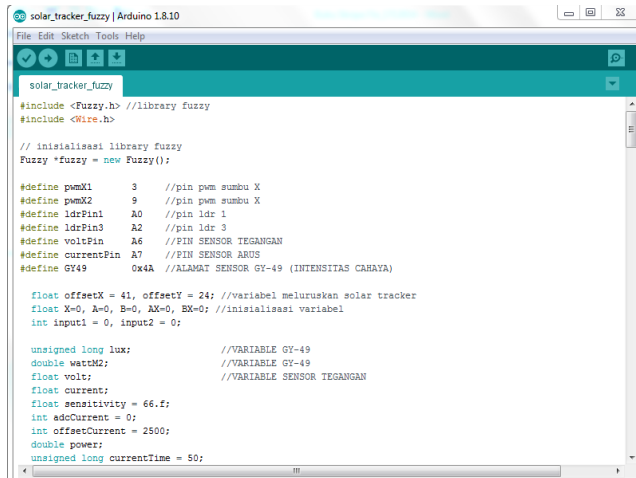 solar_tracker_fuzzy | Arduino 1.8.10
File Edit Sketch Tools Help
solar_tracker_fuzzy
#include <Fuzzy.h> //library fuzzy
#include <Wire.h>
// inisialisasi library fuzzy
Fuzzy *fuzzy = new Fuzzy();
#define pwmX1 3 //pin pwm sumbu X
#define pwmX2 9 //pin pwm sumbu X
#define ldrPin1 A0 //pin ldr 1
#define ldrPin3 A2 //pin ldr 3
#define voltPin A6 //PIN SENSOR TEGANGAN
#define currentPin A7 //PIN SENSOR ARUS
#define GY49 0x4A //ALAMAT SENSOR GY-49 (INTENSITAS CAHAYA)
float offsetX = 41, offsetY = 24; //variabel meluruskan solar tracker
float X=0, A=0, B=0, AX=0, BX=0; //inisialisasi variabel
int input1 = 0, input2 = 0;
unsigned long lux; //VARIABLE GY-49
double wattM2; //VARIABLE GY-49
float volt; //VARIABLE SENSOR TEGANGAN
float current;
float sensitivity = 66.f;
int adcCurrent = 0;
int offsetCurrent = 2500;
double power;
unsigned long currentTime = 50;